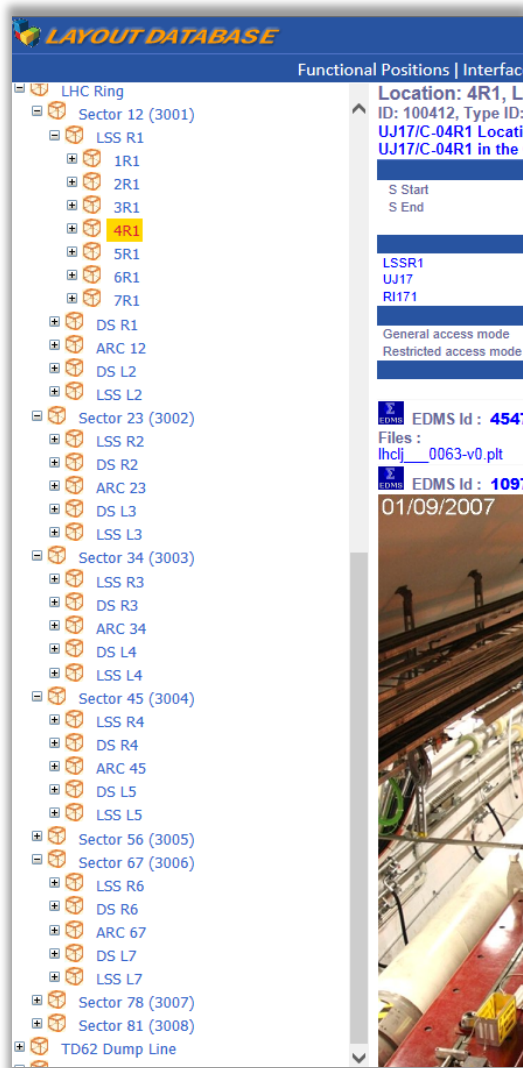 LAYOUT DATABASE
Functional Positions | Interfac
LHC Ring
Sector 12 (3001)
LSS R1
1R1
2R1
3R1
4R1
5R1
6R1
7R1
DS R1
ARC 12
DS L2
LSS L2
Sector 23 (3002)
LSS R2
DS R2
ARC 23
DS L3
LSS L3
Sector 34 (3003)
LSS R3
DS R3
ARC 34
DS L4
LSS L4
Sector 45 (3004)
LSS R4
DS R4
ARC 45
DS L5
LSS L5
Sector 56 (3005)
Sector 67 (3006)
LSS R6
DS R6
ARC 67
DS L7
LSS L7
Sector 78 (3007)
Sector 81 (3008)
TD62 Dump Line
Location: 4R1, L
ID: 100412, Type ID:
UJ17/C-04R1 Locati
UJ17/C-04R1 in the
S Start
S End
LSSR1
UJ17
RI171
General access mode
Restricted access mode
EDMS
EDMS Id : 4547
Files :
lhclj___0063-v0.plt
EDMS
EDMS Id : 1097
01/09/2007